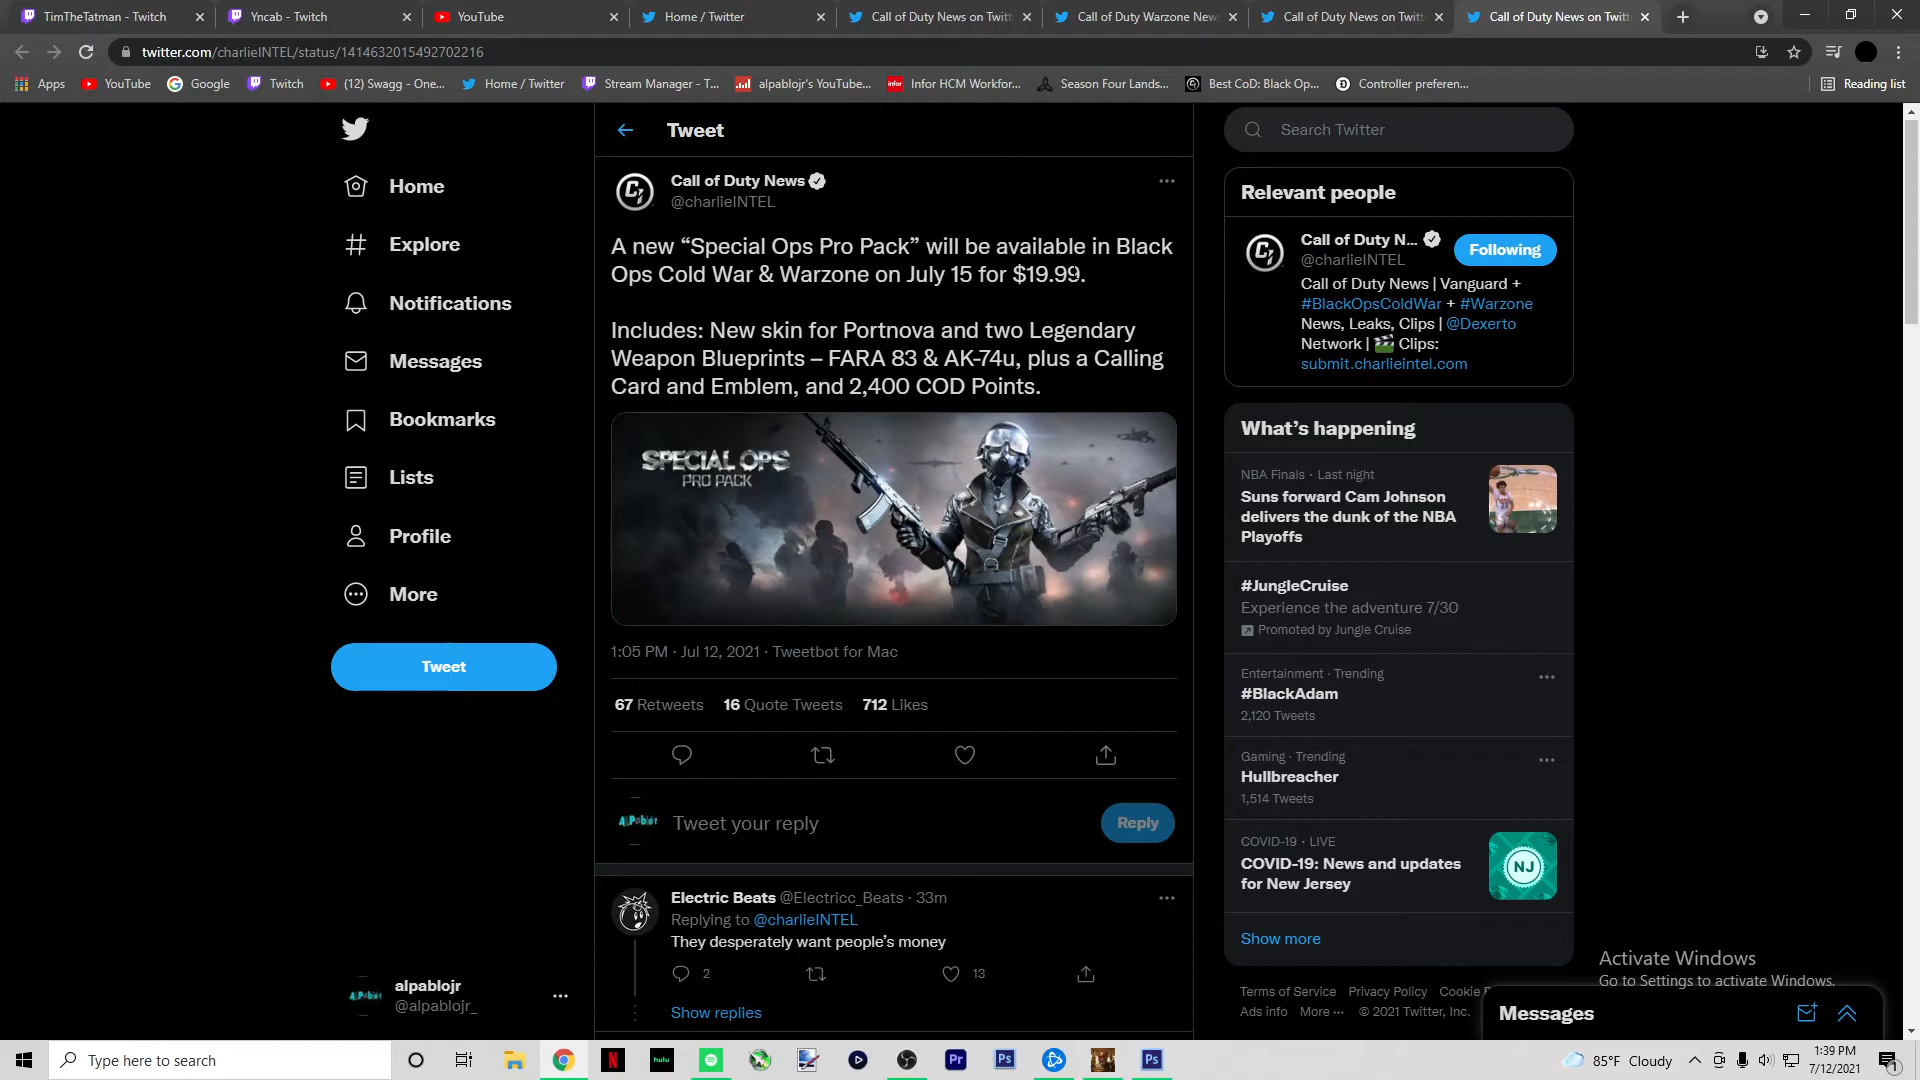 TimTheTatman - Twitch
Yncab - Twitch
YouTube
Home / Twitter
Call of Duty News on Twitt
Call of Duty Warzone New
Call of Duty News on Twitt
Call of Duty News on Twitt
twitter.com/charlieINTEL/status/1414632015492702216
Apps
YouTube
Google
Twitch
(12) Swagg - One...
Home / Twitter
Stream Manager - T...
alpablojr's YouTube...
Infor HCM Workfor...
Season Four Lands...
Best CoD: Black Op...
Controller preferen...
Reading list
Home
Explore
Notifications
Messages
Bookmarks
Lists
Profile
More
Tweet
alpablojr
@alpablojr_
Tweet
Call of Duty News
@charlieINTEL
A new “Special Ops Pro Pack” will be available in Black
Ops Cold War & Warzone on July 15 for $19.99.
Includes: New skin for Portnova and two Legendary
Weapon Blueprints – FARA 83 & AK-74u, plus a Calling
Card and Emblem, and 2,400 COD Points.
SPECIAL OPS
PRO PACK
1:05 PM · Jul 12, 2021 · Tweetbot for Mac
67 Retweets 16 Quote Tweets 712 Likes
Tweet your reply
Reply
Electric Beats @Electricc_Beats · 33m
Replying to @charlieINTEL
They desperately want people’s money
2
13
Show replies
Search Twitter
Relevant people
Call of Duty N...
@charlieINTEL
Following
Call of Duty News | Vanguard +
#BlackOpsColdWar + #Warzone
News, Leaks, Clips | @Dexerto
Network | 🎬 Clips:
submit.charlieintel.com
What’s happening
NBA Finals · Last night
Suns forward Cam Johnson
delivers the dunk of the NBA
Playoffs
#JungleCruise
Experience the adventure 7/30
Promoted by Jungle Cruise
Entertainment · Trending
#BlackAdam
2,120 Tweets
Gaming · Trending
Hullbreacher
1,514 Tweets
COVID-19 · LIVE
COVID-19: News and updates
for New Jersey
NJ
Show more
Terms of Service Privacy Policy Cookie
Ads info More ··· © 2021 Twitter, Inc.
Activate Windows
Go to Settings to activate Windows.
Messages
Type here to search
85°F Cloudy
1:39 PM
7/12/2021